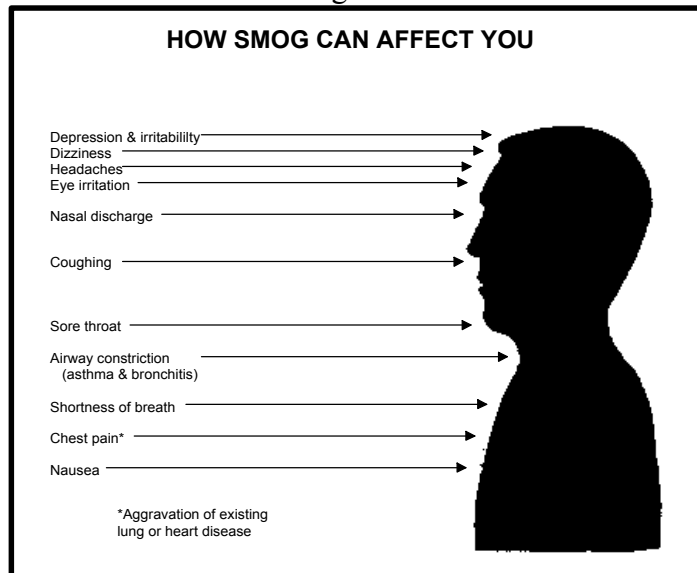 HOW SMOG CAN AFFECT YOU
Depression & irritabililty
Dizziness
Headaches
Eye irritation
Nasal discharge
Coughing
Sore throat
Airway constriction
(asthma & bronchitis)
Shortness of breath
Chest pain*
Nausea
*Aggravation of existing
lung or heart disease